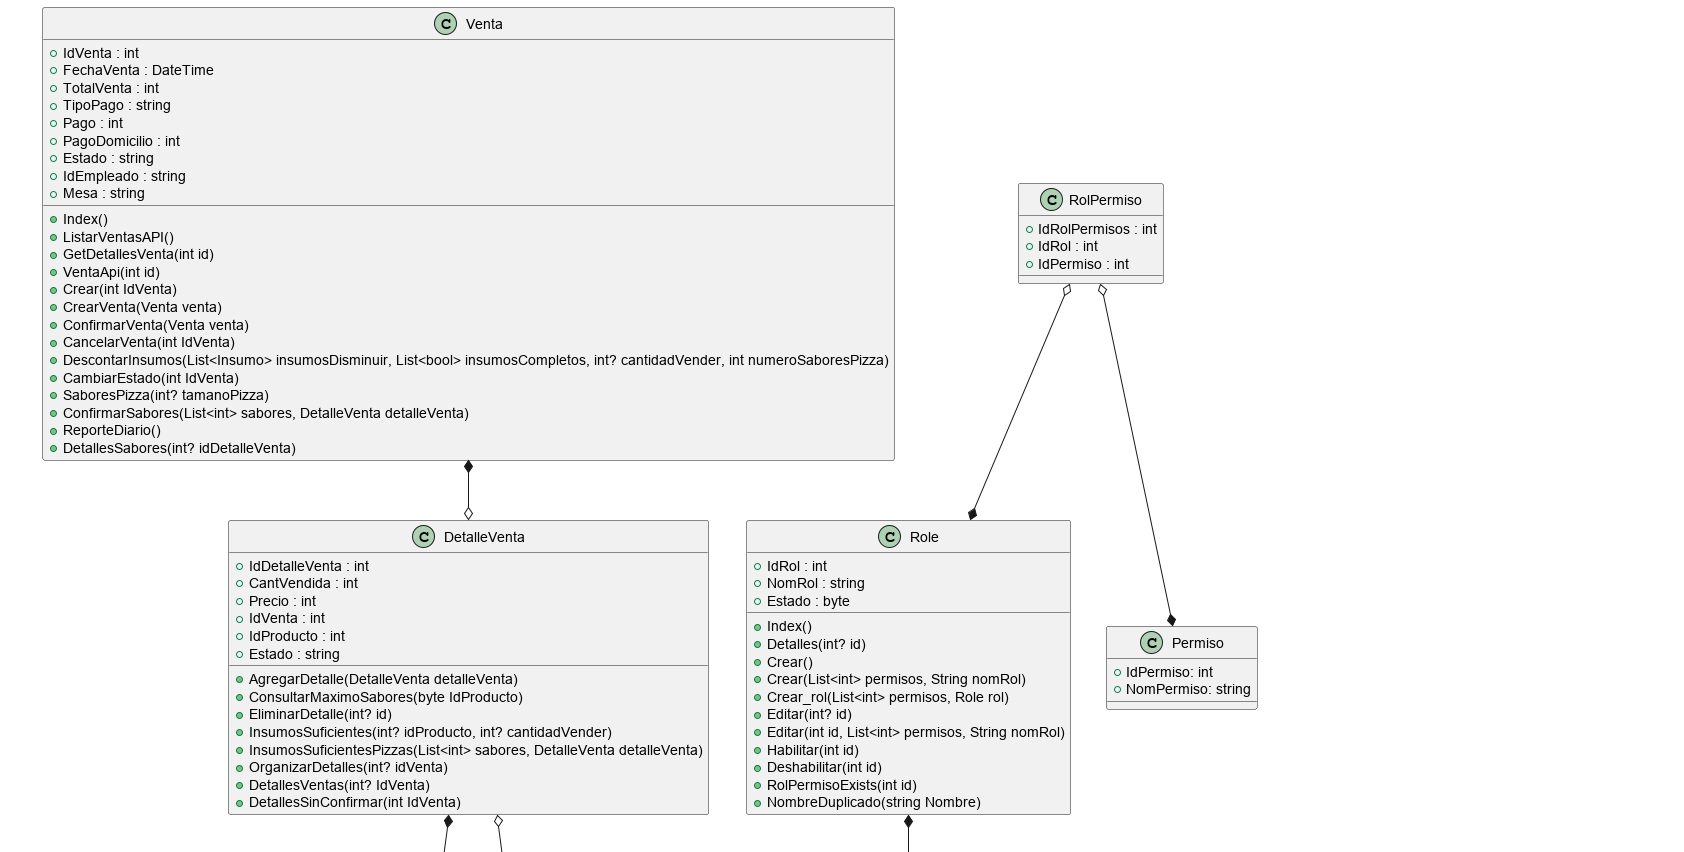 Venta
IdVenta : int
FechaVenta : DateTime
TotalVenta : int
TipoPago : string
Pago : int
PagoDomicilio : int
Estado : string
IdEmpleado : string
Mesa : string
Index()
ListarVentasAPI()
GetDetallesVenta(int id)
VentaApi(int id)
Crear(int IdVenta)
CrearVenta(Venta venta)
ConfirmarVenta(Venta venta)
CancelarVenta(int IdVenta)
DescontarInsumos(List<Insumo> insumosDisminuir, List<bool> insumosCompletos, int? cantidadVender, int numeroSaboresPizza)
CambiarEstado(int IdVenta)
SaboresPizza(int? tamanoPizza)
ConfirmarSabores(List<int> sabores, DetalleVenta detalleVenta)
ReporteDiario()
DetallesSabores(int? idDetalleVenta)
RolPermiso
IdRolPermisos : int
IdRol : int
IdPermiso : int
DetalleVenta
IdDetalleVenta : int
CantVendida : int
Precio : int
IdVenta : int
IdProducto : int
Estado : string
AgregarDetalle(DetalleVenta detalleVenta)
ConsultarMaximoSabores(byte IdProducto)
EliminarDetalle(int? id)
InsumosSuficientes(int? idProducto, int? cantidadVender)
InsumosSuficientesPizzas(List<int> sabores, DetalleVenta detalleVenta)
OrganizarDetalles(int? idVenta)
DetallesVentas(int? IdVenta)
DetallesSinConfirmar(int IdVenta)
Role
IdRol : int
NomRol : string
Estado : byte
Index()
Detalles(int? id)
Crear()
Crear(List<int> permisos, String nomRol)
Crear_rol(List<int> permisos, Role rol)
Editar(int? id)
Editar(int id, List<int> permisos, String nomRol)
Habilitar(int id)
Deshabilitar(int id)
RolPermisoExists(int id)
NombreDuplicado(string Nombre)
Permiso
IdPermiso: int
NomPermiso: string